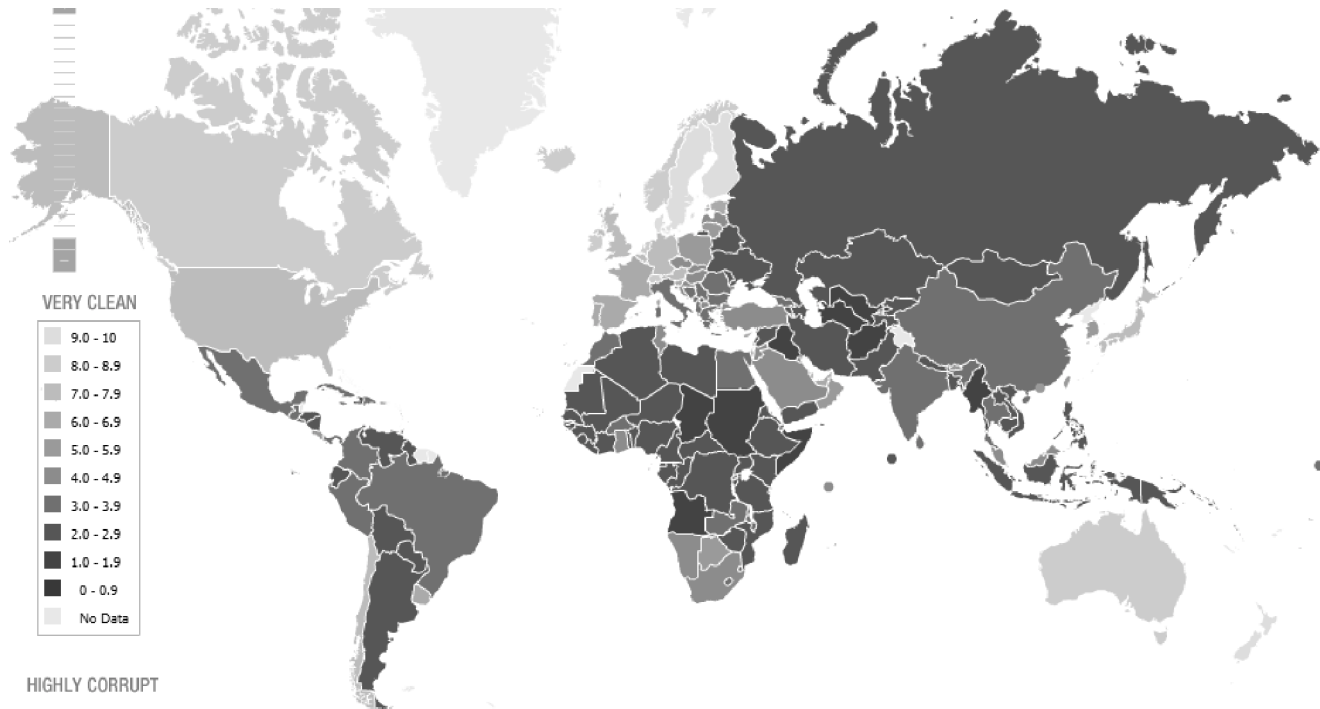 VERY CLEAN
9.0 - 10
8.0 - 8.9
7.0 - 7.9
6.0 - 6.9
5.0 - 5.9
4.0 - 4.9
3.0 - 3.9
2.0 - 2.9
1.0 - 1.9
0 - 0.9
No Data
HIGHLY CORRUPT